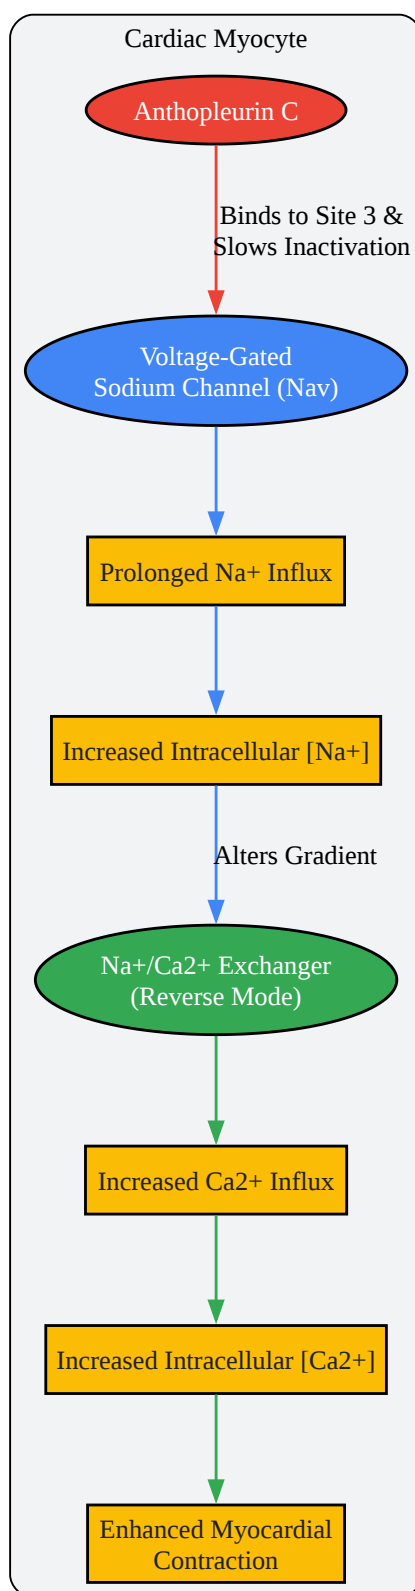 Cardiac Myocyte
Anthopleurin C
Binds to Site 3 &
Slows Inactivation
Voltage-Gated
Sodium Channel (Nav)
Prolonged Na+ Influx
Increased Intracellular [Na+]
Alters Gradient
Na+/Ca2+ Exchanger
(Reverse Mode)
Increased Ca2+ Influx
Increased Intracellular [Ca2+]
Enhanced Myocardial
Contraction